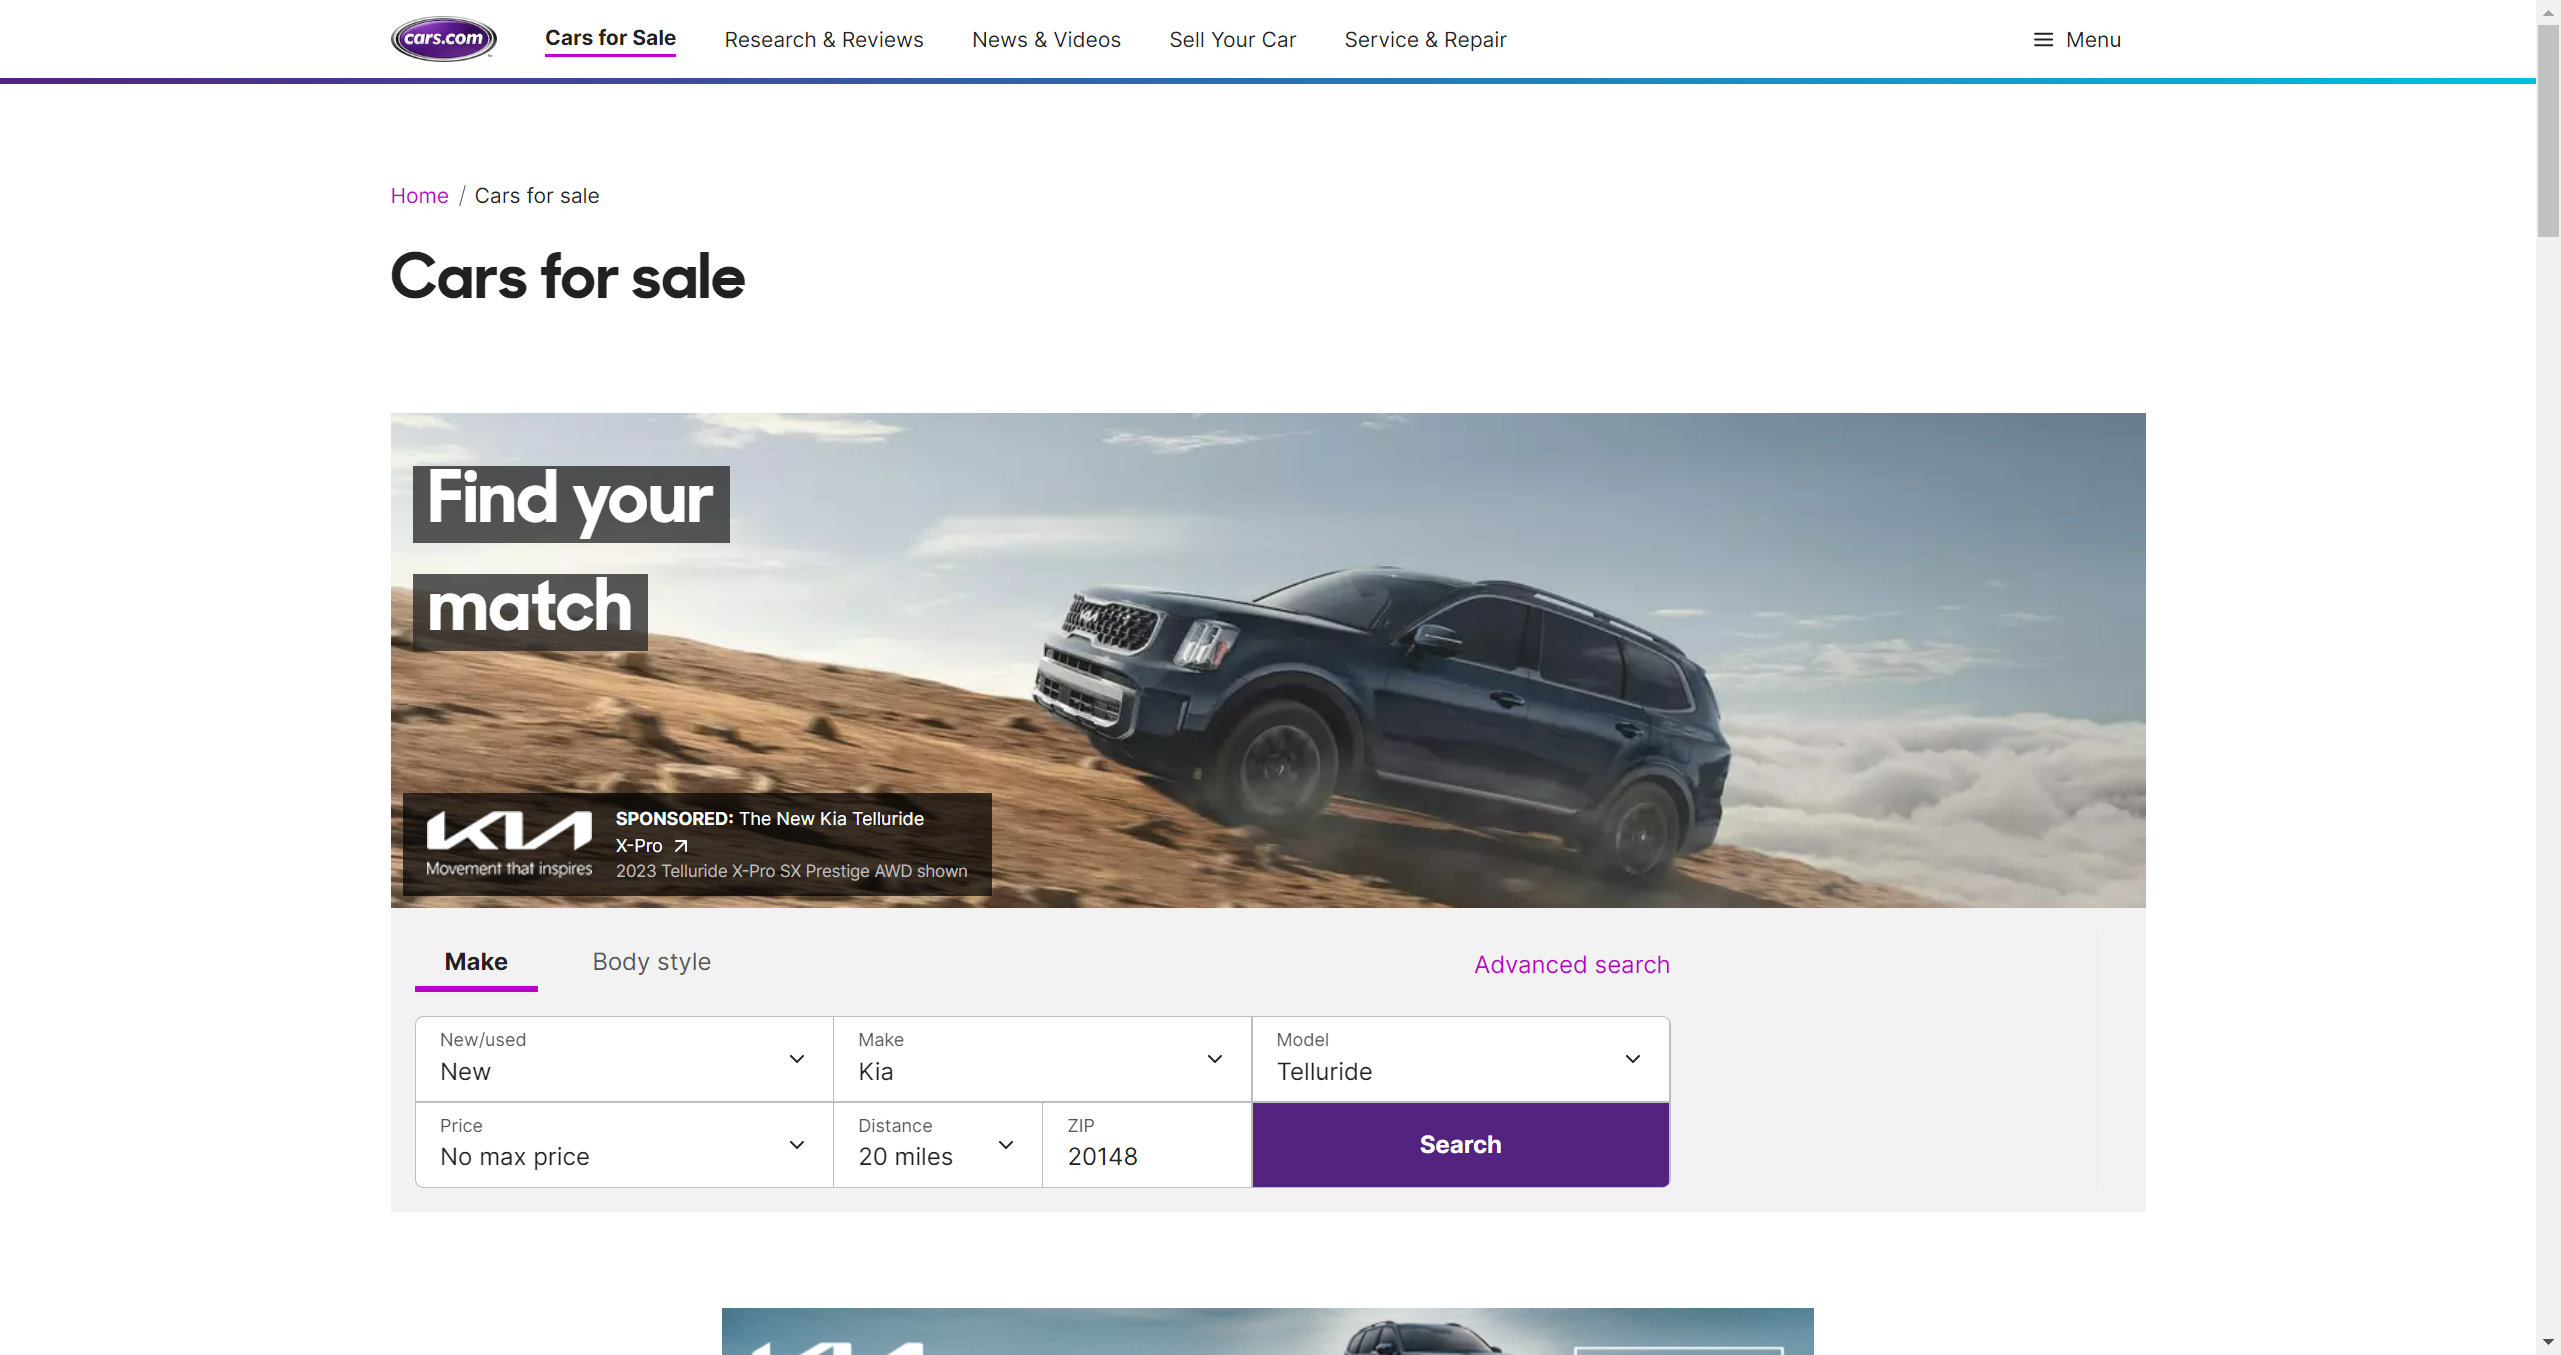 cars.com
Cars for Sale
Research & Reviews
News & Videos
Sell Your Car
Service & Repair
Menu
Home / Cars for sale
Cars for sale
Find your
match
KIA
Movement that inspires
SPONSORED: The New Kia Telluride
X-Pro
2023 Telluride X-Pro SX Prestige AWD shown
Make
Body style
Advanced search
New/used
New
Make
Kia
Model
Telluride
Price
No max price
Distance
20 miles
ZIP
20148
Search